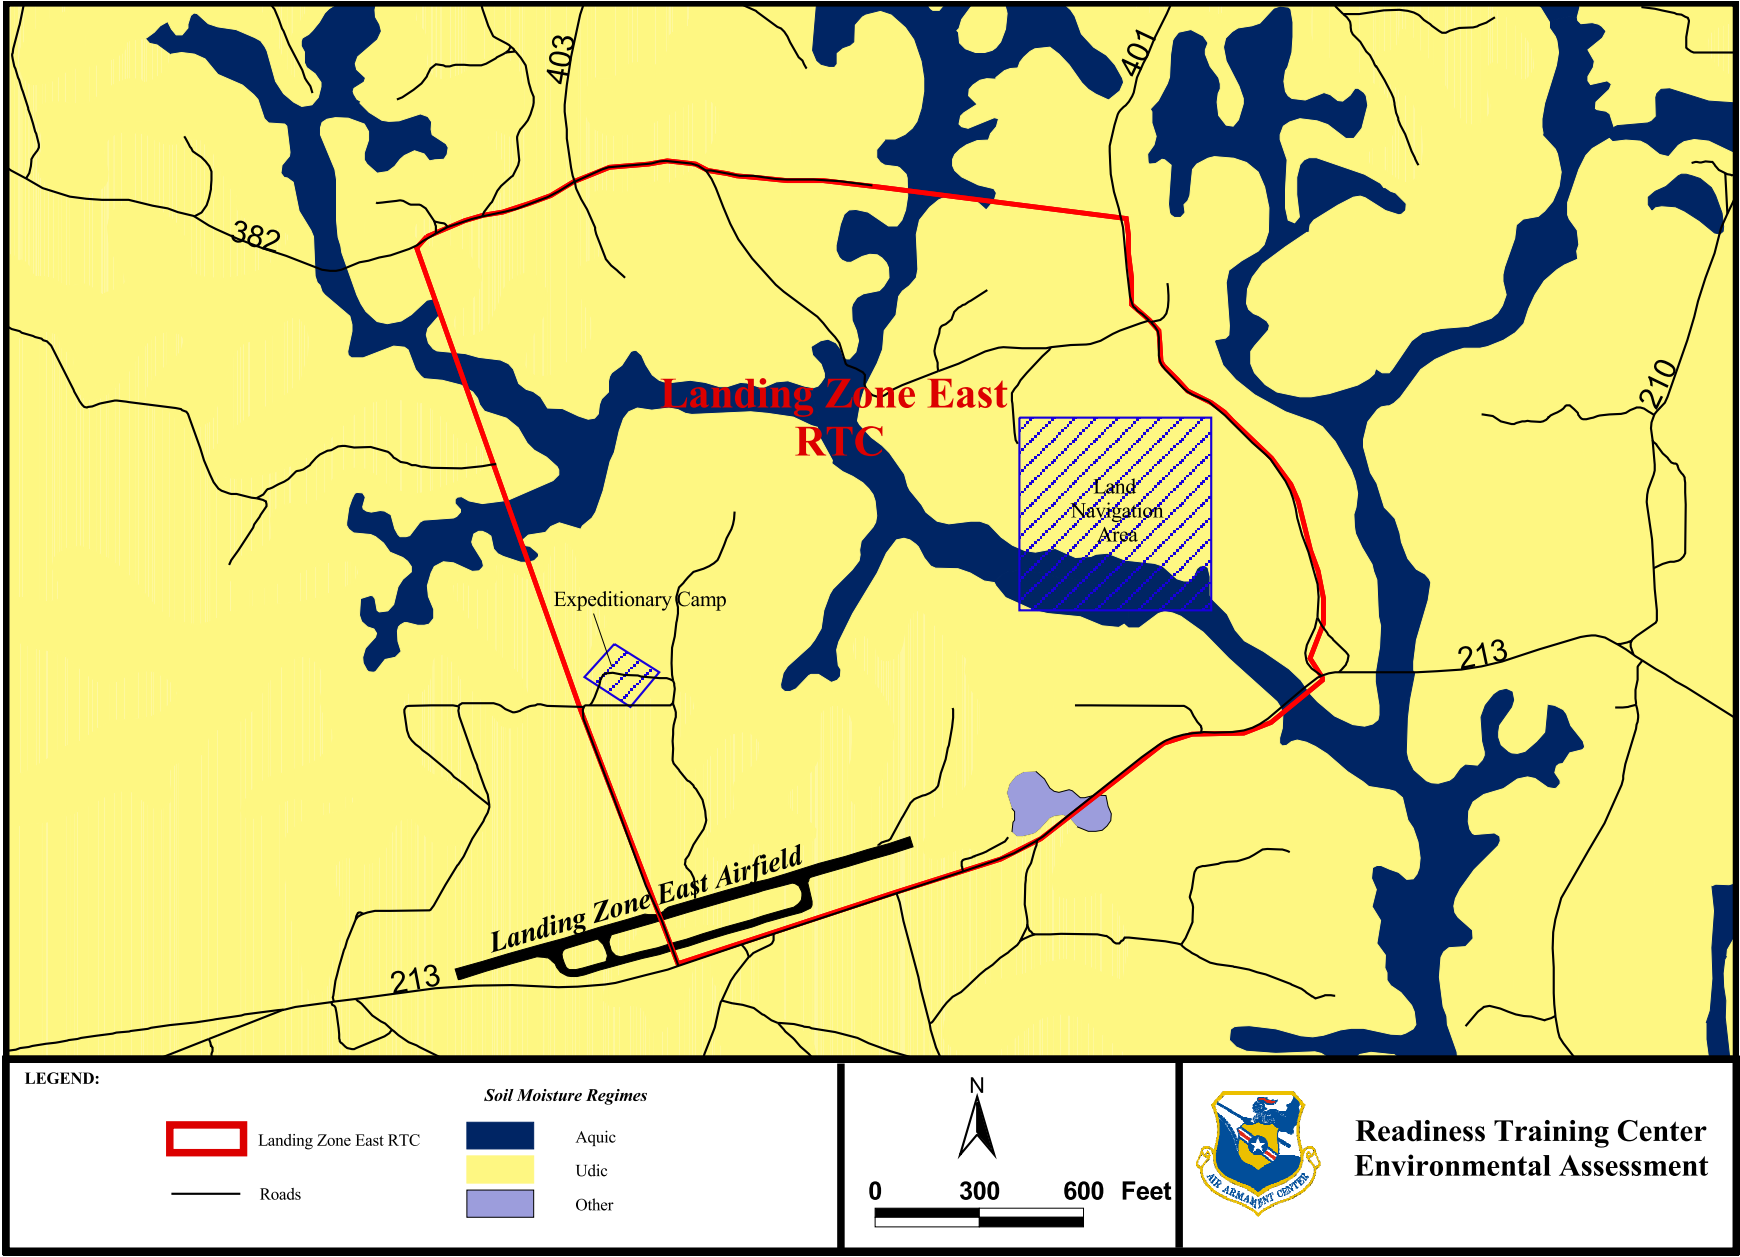 403
401
382
Landing Zone East
RTC
210
Land
Navigation
Area
Expeditionary Camp
213
Landing Zone East Airfield
213
LEGEND:
Soil Moisture Regimes
Landing Zone East RTC
Roads
Aquic
Udic
Other
N
0 300 600 Feet
AIR ARMAMENT CENTER
Readiness Training Center
Environmental Assessment